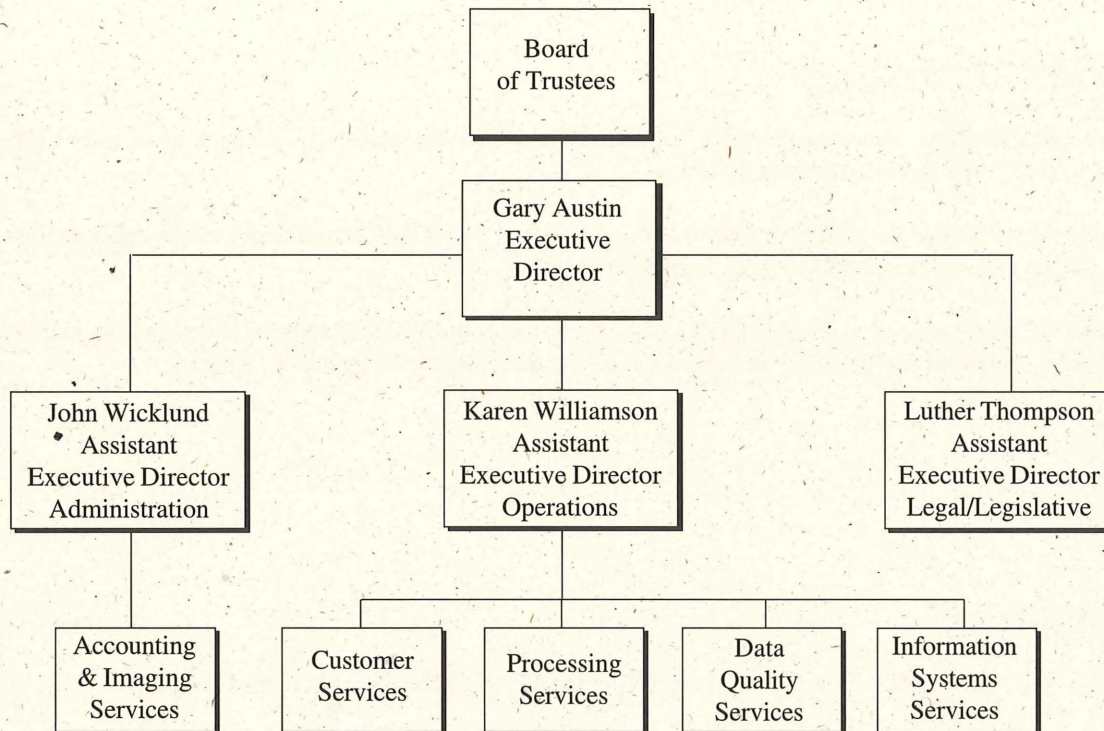 Board
of Trustees
Gary Austin
Executive
Director
John Wicklund
Assistant
Executive Director
Administration
Karen Williamson
Assistant
Executive Director
Operations
Luther Thompson
Assistant
Executive Director
Legal/Legislative
Accounting
& Imaging
Services
Customer
Services
Processing
Services
Data
Quality
Services
Information
Systems
Services